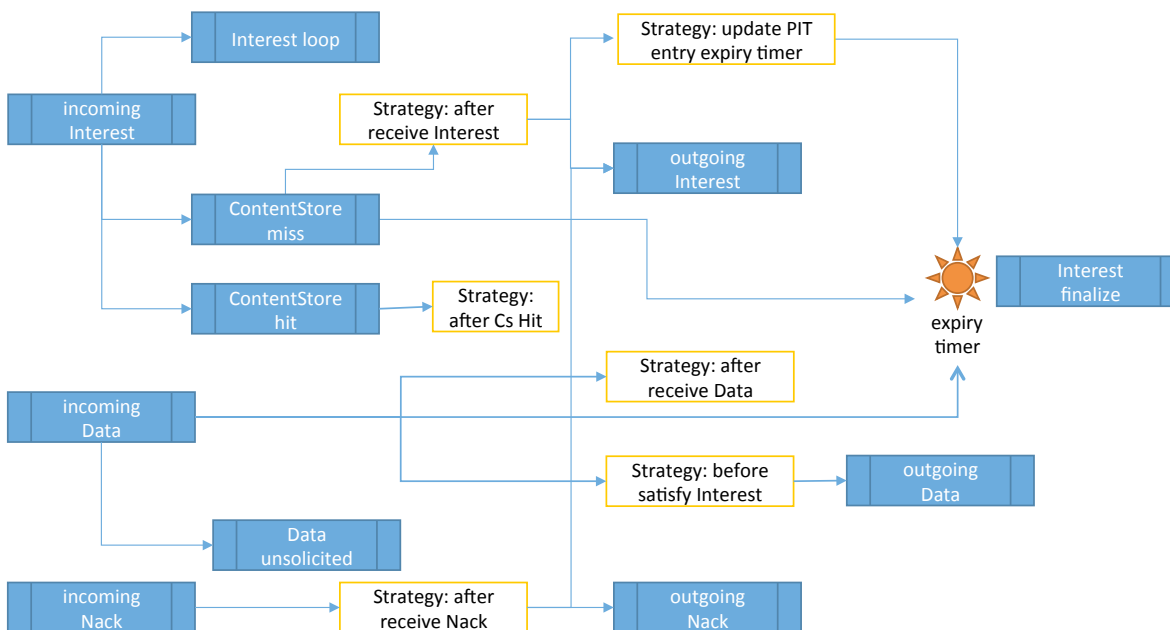 Interest loop
Strategy: update PIT
entry expiry timer
incoming
Interest
Strategy: after
receive Interest
outgoing
Interest
ContentStore
miss
Interest
finalize
ContentStore
hit
Strategy:
after Cs Hit
expiry
timer
Strategy: after
receive Data
incoming
Data
Strategy: before
satisfy Interest
outgoing
Data
Data
unsolicited
incoming
Nack
Strategy: after
receive Nack
outgoing
Nack